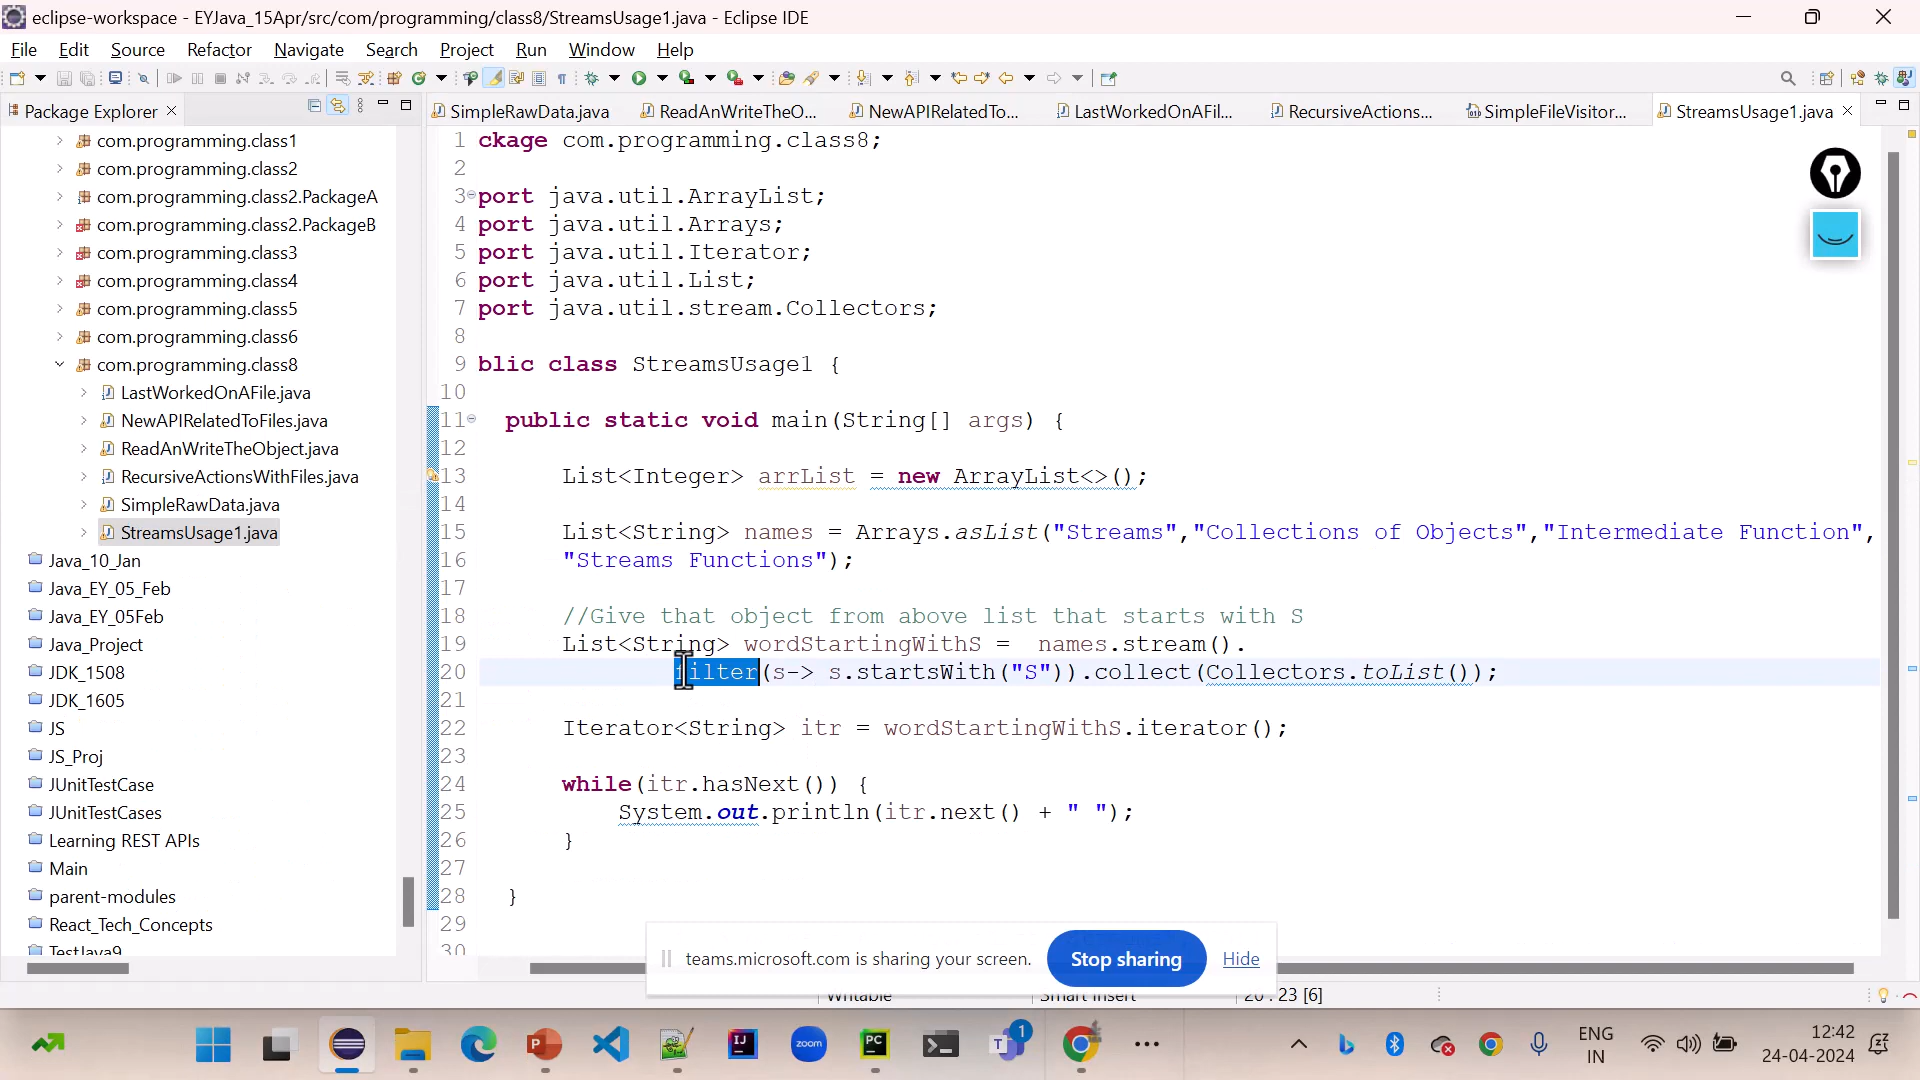 eclipse-workspace - EYJava_15Apr/src/com/programming/class8/StreamsUsage1.java - Eclipse IDE
File Edit Source Refactor Navigate Search Project Run Window Help
Package Explorer
SimpleRawData.java ReadAnWriteTheO... NewAPIRelatedTo... LastWorkedOnAFil... RecursiveActions... SimpleFileVisitor... StreamsUsage1.java
com.programming.class1
com.programming.class2
com.programming.class2.PackageA
com.programming.class2.PackageB
com.programming.class3
com.programming.class4
com.programming.class5
com.programming.class6
com.programming.class8
LastWorkedOnAFile.java
NewAPIRelatedToFiles.java
ReadAnWriteTheObject.java
RecursiveActionsWithFiles.java
SimpleRawData.java
StreamsUsage1.java
Java_10_Jan
Java_EY_05_Feb
Java_EY_05Feb
Java_Project
JDK_1508
JDK_1605
JS
JS_Proj
JUnitTestCase
JUnitTestCases
Learning REST APIs
Main
parent-modules
React_Tech_Concepts
TestJava9
1 ckage com.programming.class8;
2
3 port java.util.ArrayList;
4 port java.util.Arrays;
5 port java.util.Iterator;
6 port java.util.List;
7 port java.util.stream.Collectors;
8
9 blic class StreamsUsage1 {
10
11 public static void main(String[] args) {
12
13 List<Integer> arrList = new ArrayList<>();
14
15 List<String> names = Arrays.asList("Streams","Collections of Objects","Intermediate Function",
16 "Streams Functions");
17
18 //Give that object from above list that starts with S
19 List<String> wordStartingWithS = names.stream().
20 filter(s-> s.startsWith("S")).collect(Collectors.toList());
21
22 Iterator<String> itr = wordStartingWithS.iterator();
23
24 while(itr.hasNext()) {
25 System.out.println(itr.next() + " ");
26 }
27
28 }
29
30
teams.microsoft.com is sharing your screen. Stop sharing Hide
Writable Smart Insert 20 : 23 [6]
zoom
1
ENG
IN
12:42
24-04-2024